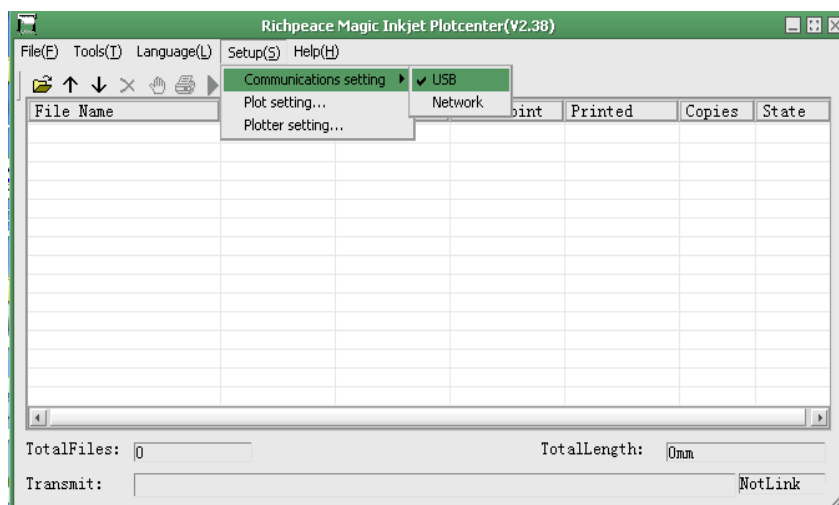 Richpeace Magic Inkjet Plotcenter(V2.38)
File(F) Tools(T) Language(L) Setup(S) Help(H)
Communications setting
USB
Plot setting...
Network
Plotter setting...
File Name
Printed Copies State
TotalFiles: 0
TotalLength: 0mm
Transmit:
NotLink